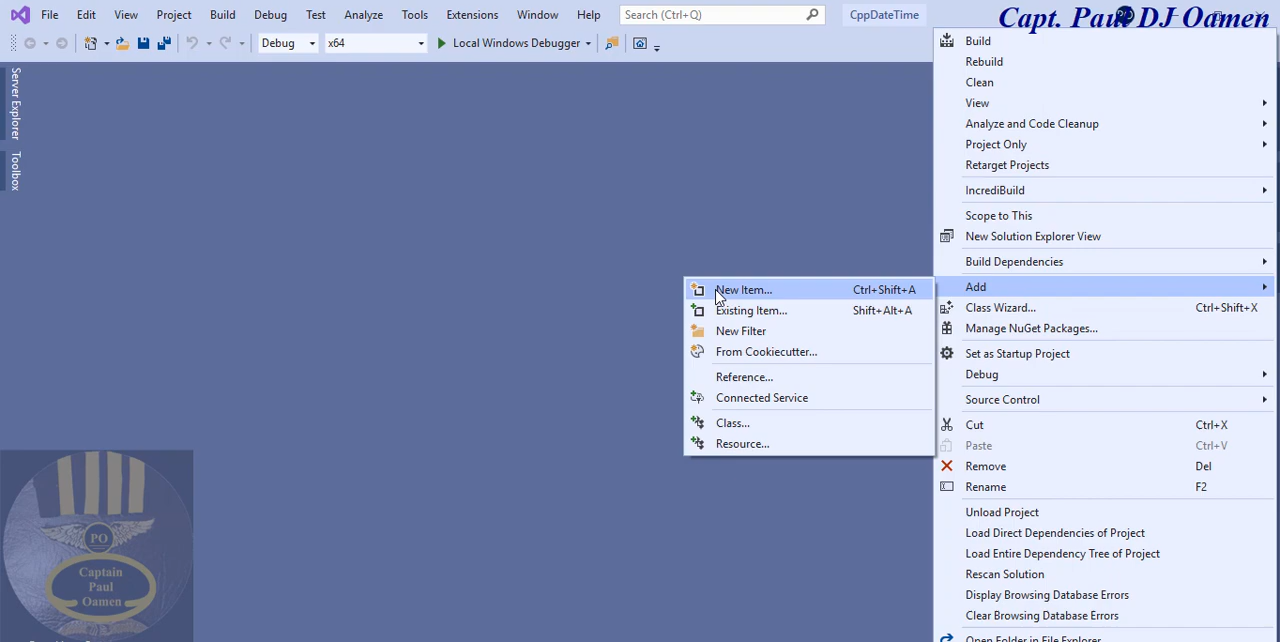 File Edit View Project Build Debug Test Analyze Tools Extensions Window Help Search (Ctrl+Q) CppDateTime
Capt. Paul DJ Oamen
Debug x64 Local Windows Debugger
Server Explorer
Toolbox
Build
Rebuild
Clean
View
Analyze and Code Cleanup
Project Only
Retarget Projects
IncrediBuild
Scope to This
New Solution Explorer View
Build Dependencies
Add
Class Wizard... Ctrl+Shift+X
Manage NuGet Packages...
Set as Startup Project
Debug
Source Control
Cut Ctrl+X
Paste Ctrl+V
Remove Del
Rename F2
Unload Project
Load Direct Dependencies of Project
Load Entire Dependency Tree of Project
Rescan Solution
Display Browsing Database Errors
Clear Browsing Database Errors
Open Folder in File Explorer
New Item... Ctrl+Shift+A
Existing Item... Shift+Alt+A
New Filter
From Cookiecutter...
Reference...
Connected Service
Class...
Resource...
PO
Captain
Paul
Oamen